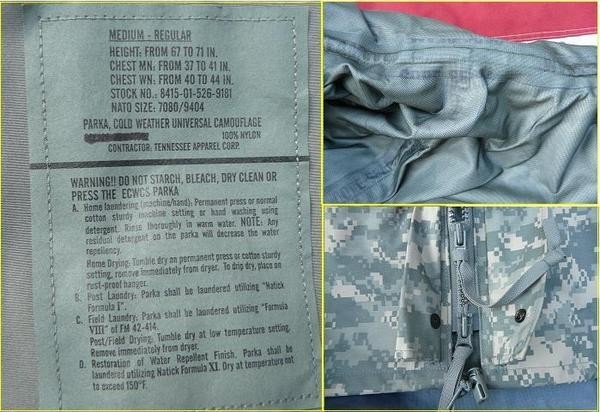 MEDIUM - REGULAR
HEIGHT: FROM 67 TO 71 IN.
CHEST MN: FROM 37 TO 41 IN.
CHEST WN: FROM 40 TO 44 IN.
STOCK NO.: 8415-01-526-9181
NATO SIZE: 7080/9404
PARKA, COLD WEATHER UNIVERSAL CAMOUFLAGE
100% NYLON
CONTRACTOR: TENNESSEE APPAREL CORP.
WARNING!! DO NOT STARCH, BLEACH, DRY CLEAN OR
PRESS THE ECWCS PARKA
A. Home laundering (machine/hand): Permanent press or normal
cotton sturdy machine setting or hand washing using
detergent. Rinse thoroughly in warm water. NOTE: Any
residual detergent on the parka will decrease the water
repellency.
Home Drying: Tumble dry on permanent press or cotton sturdy
setting, remove immediately from dryer. To drip dry, place on
rust-proof hanger.
B. Post Laundry: Parka shall be laundered utilizing "Natick
Formula I".
C. Field Laundry: Parka shall be laundered utilizing "Formula
VIII" of FM 42-414.
Post/Field Drying: Tumble dry at low temperature setting.
Remove immediately from dryer.
D. Restoration of Water Repellent Finish. Parka shall be
laundered utilizing Natick Formula XI. Dry at temperature not
to exceed 150°F.